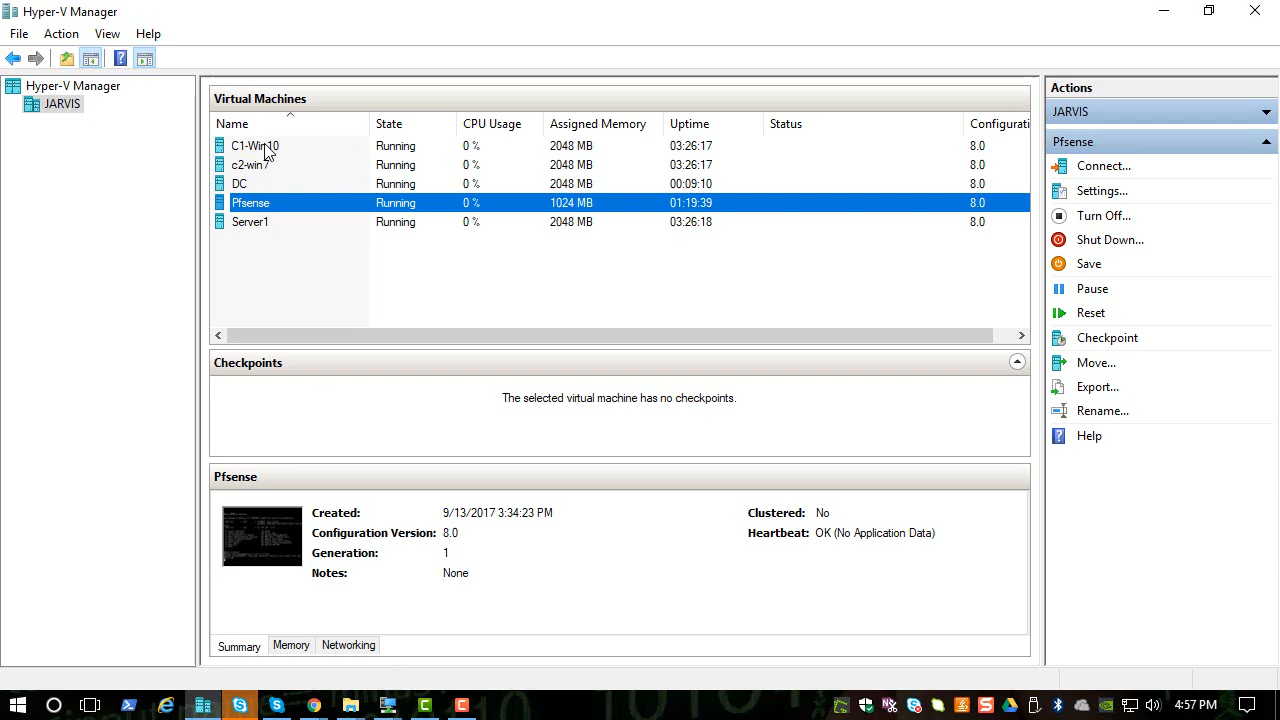 Hyper-V Manager
File Action View Help
Hyper-V Manager
JARVIS
Virtual Machines
Name State CPU Usage Assigned Memory Uptime Status Configurati
C1-Win10 Running 0 % 2048 MB 03:26:17 8.0
c2-win7 Running 0 % 2048 MB 03:26:17 8.0
DC Running 0 % 2048 MB 00:09:10 8.0
Pfsense Running 0 % 1024 MB 01:19:39 8.0
Server1 Running 0 % 2048 MB 03:26:18 8.0
Checkpoints
The selected virtual machine has no checkpoints.
Pfsense
Created: 9/13/2017 3:34:23 PM Clustered: No
Configuration Version: 8.0 Heartbeat: OK (No Application Data)
Generation: 1
Notes: None
Summary Memory Networking
Actions
JARVIS
Pfsense
Connect...
Settings...
Turn Off...
Shut Down...
Save
Pause
Reset
Checkpoint
Move...
Export...
Rename...
Help
4:57 PM